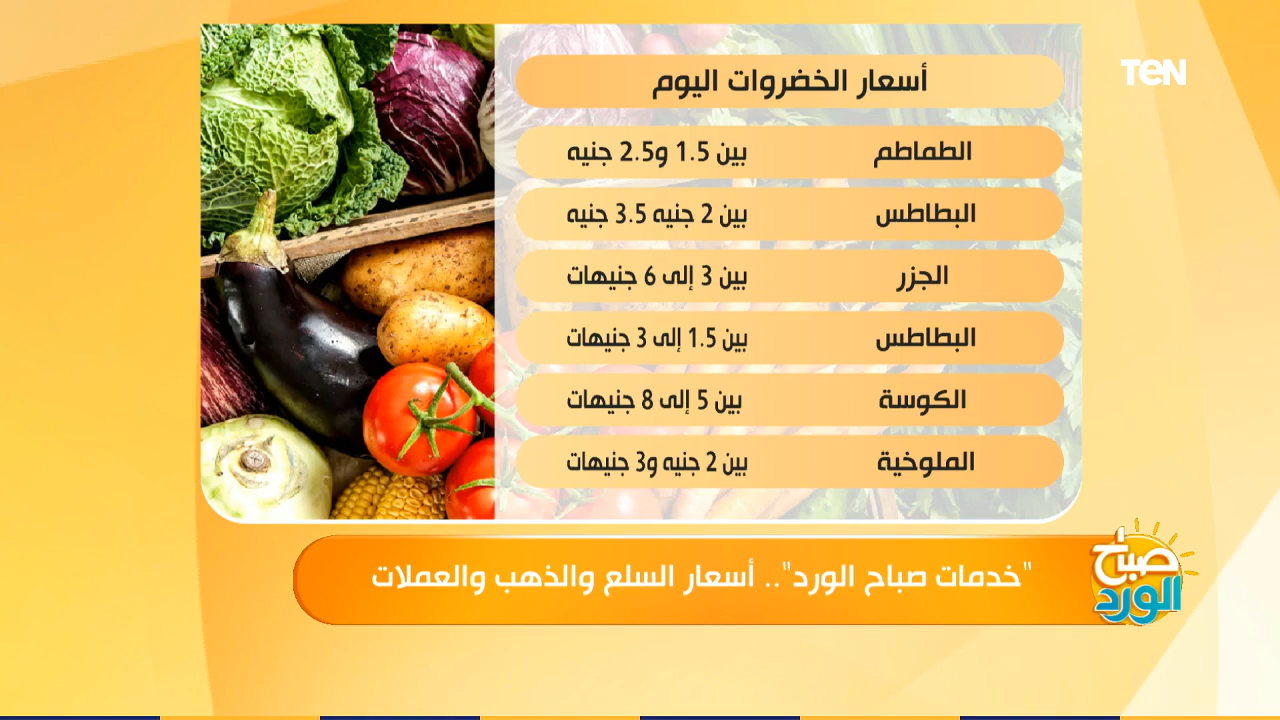 TEN
أسعار الخضروات اليوم
الطماطم بين 1.5 و2.5 جنيه
البطاطس بين 2 جنيه 3.5 جنيه
الجزر بين 3 إلى 6 جنيهات
البطاطس بين 1.5 إلى 3 جنيهات
الكوسة بين 5 إلى 8 جنيهات
الملوخية بين 2 جنيه و3 جنيهات
"خدمات صباح الورد".. أسعار السلع والذهب والعملات
صباح
الورد